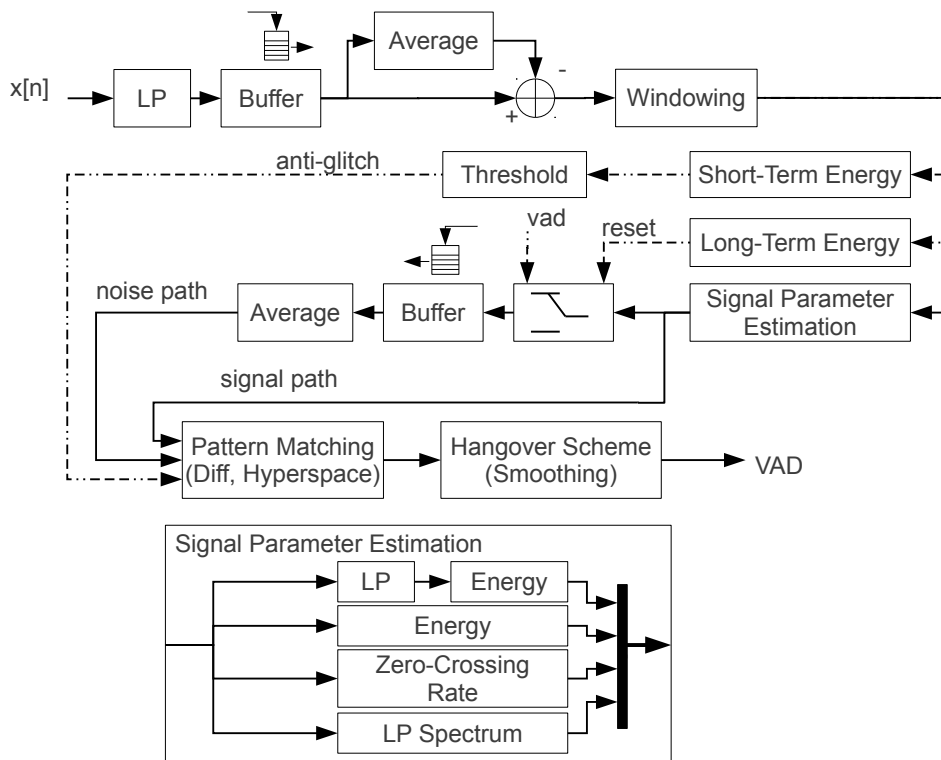 Average
x[n]
LP
Buffer
-
+
Windowing
anti-glitch
Threshold
Short-Term Energy
vad
reset
Long-Term Energy
noise path
Average
Buffer
Signal Parameter
Estimation
signal path
Pattern Matching
(Diff, Hyperspace)
Hangover Scheme
(Smoothing)
VAD
Signal Parameter Estimation
LP
Energy
Energy
Zero-Crossing
Rate
LP Spectrum